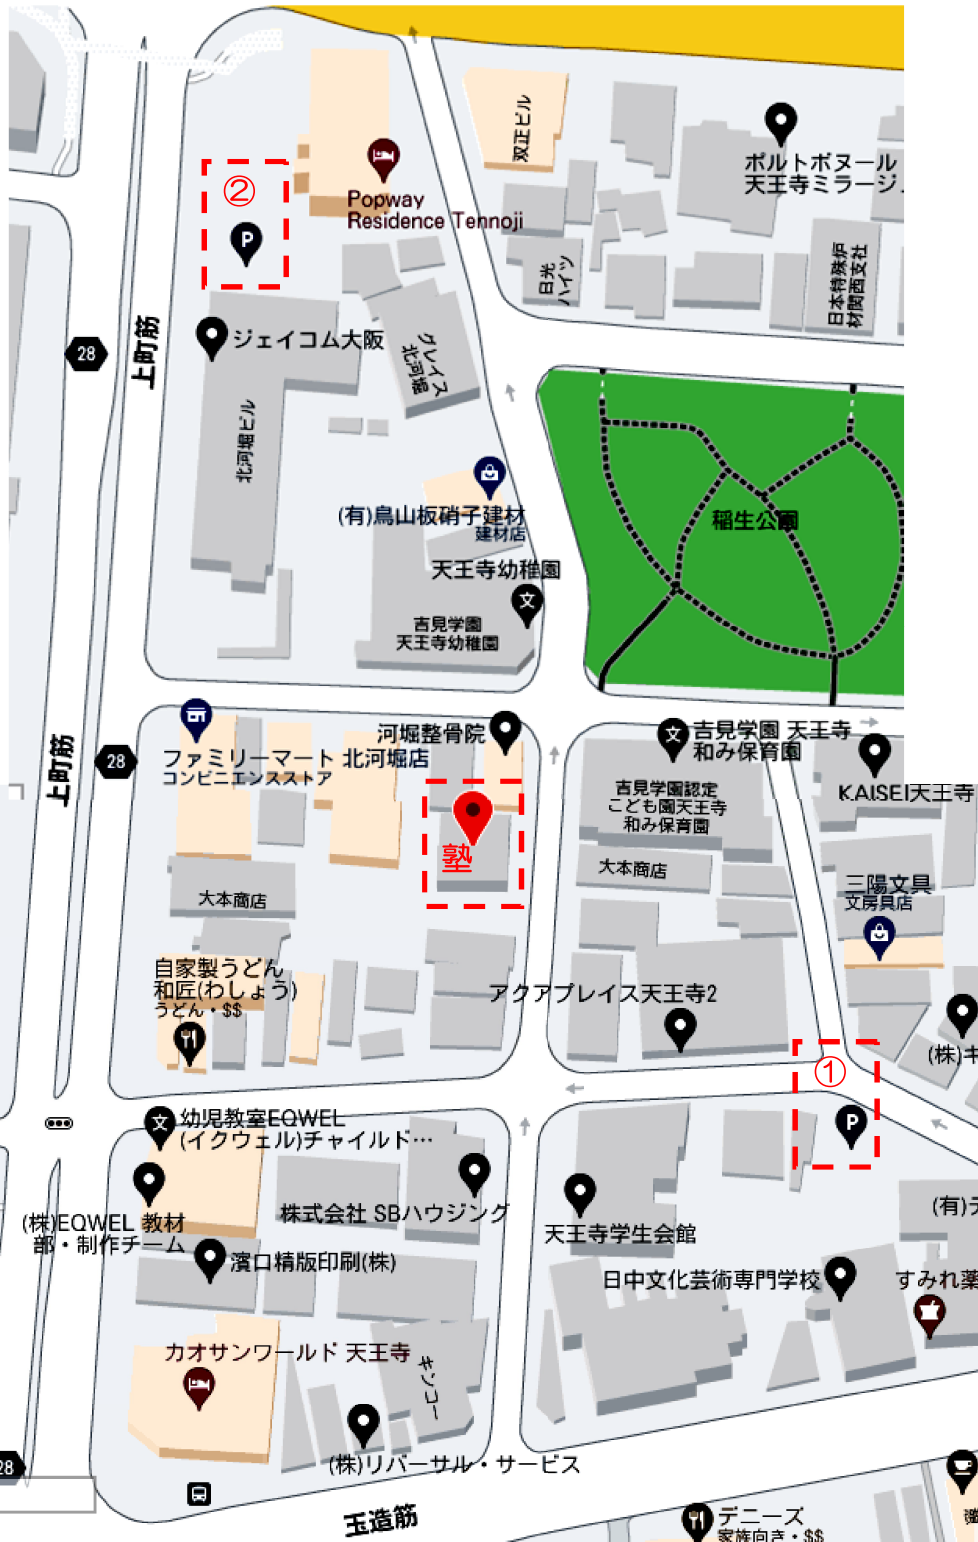 双正ビル
ポルトボヌール
天王寺ミラージ.
②
P
Popway
Residence Tennoji
日光
ハイツ
日本特殊炉
材関西支社
28
上町筋
ジェイコム大阪
グレイス
北河堀
北河堀ビル
(有)鳥山板硝子建材
建材店
稲生公園
天王寺幼稚園
文
吉見学園
天王寺幼稚園
河堀整骨院
文
吉見学園 天王寺
和み保育園
上町筋
28
ファミリーマート 北河堀店
コンビニエンスストア
吉見学園認定
こども園天王寺
和み保育園
KAISEI天王寺
塾
大本商店
大本商店
三陽文具
文房具店
自家製うどん
和匠(わしょう)
うどん・$$
アクアプレイス天王寺2
(株)キ
①
P
文
幼児教室EQWEL
(イクウェル)チャイルド…
(株)EQWEL 教材
部・制作チーム
株式会社 SBハウジング
天王寺学生会館
(有)テ
濱口精版印刷(株)
日中文化芸術専門学校
すみれ薬
カオサンワールド 天王寺
キンコー
28
(株)リバーサル・サービス
玉造筋
デニーズ
家族向き・$$